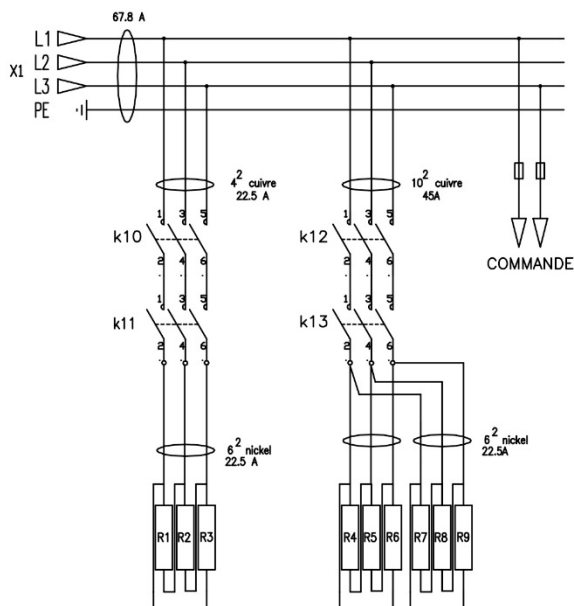 67.8 A
L1
L2
X1
L3
PE
4² cuivre
22.5 A
10² cuivre
45A
1 3 5
k10
2 4 6
1 3 5
k12
2 4 6
COMMANDE
1 3 5
k11
2 4 6
1 3 5
k13
2 4 6
6² nickel
22.5 A
6² nickel
22.5A
R1 R2 R3
R4 R5 R6 R7 R8 R9